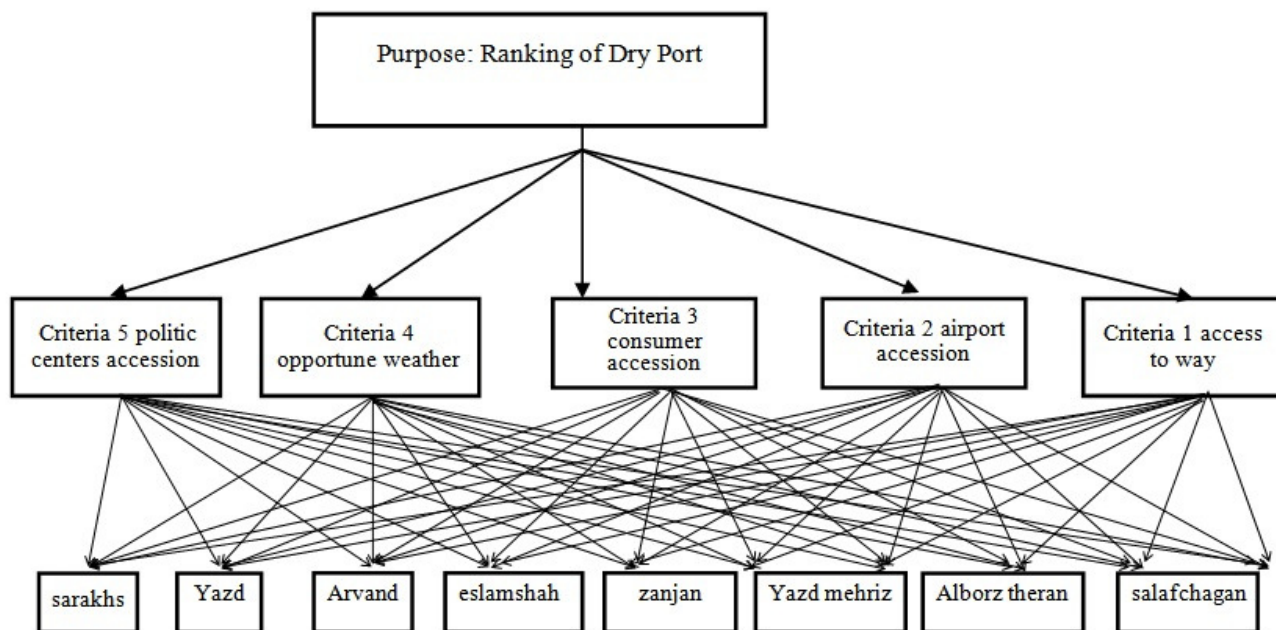 Purpose: Ranking of Dry Port
Criteria 5 politic
centers accession
Criteria 4
opportune weather
Criteria 3
consumer
accession
Criteria 2 airport
accession
Criteria 1 access
to way
sarakhs
Yazd
Arvand
eslamshah
zanjan
Yazd mehriz
Alborz theran
salafchagan